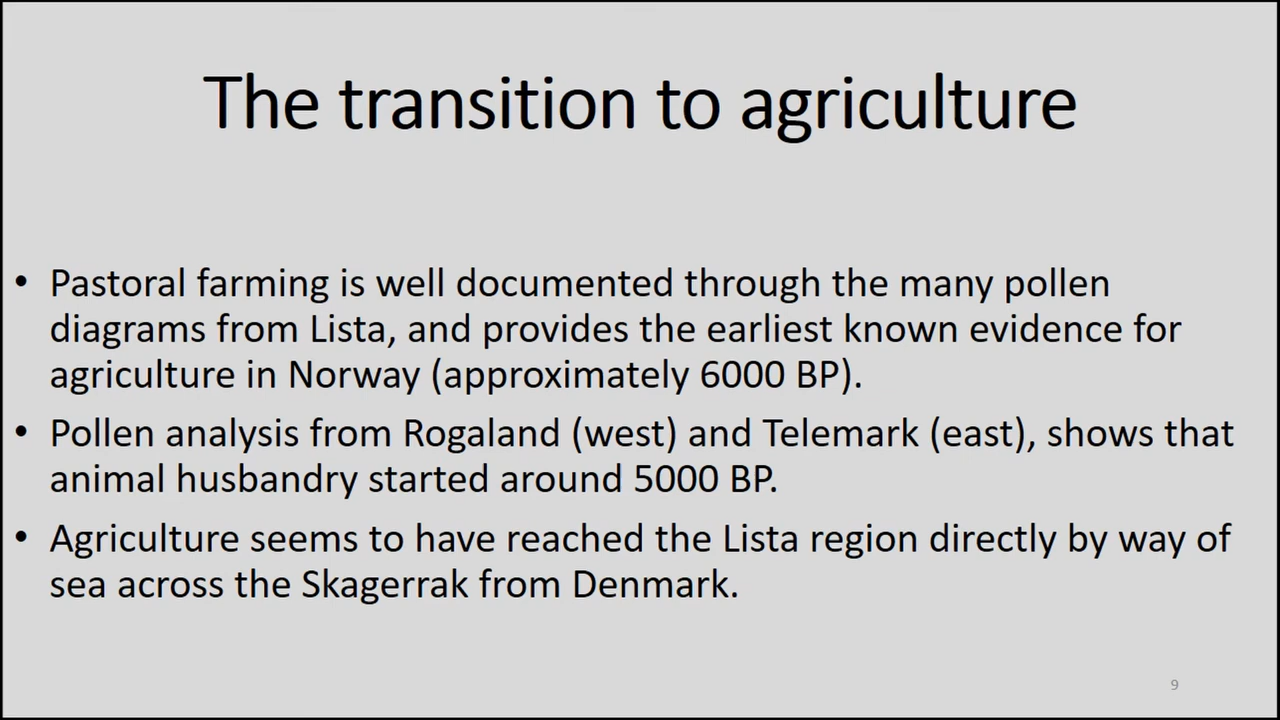 The transition to agriculture
• Pastoral farming is well documented through the many pollen
diagrams from Lista, and provides the earliest known evidence for
agriculture in Norway (approximately 6000 BP).
• Pollen analysis from Rogaland (west) and Telemark (east), shows that
animal husbandry started around 5000 BP.
• Agriculture seems to have reached the Lista region directly by way of
sea across the Skagerrak from Denmark.
9